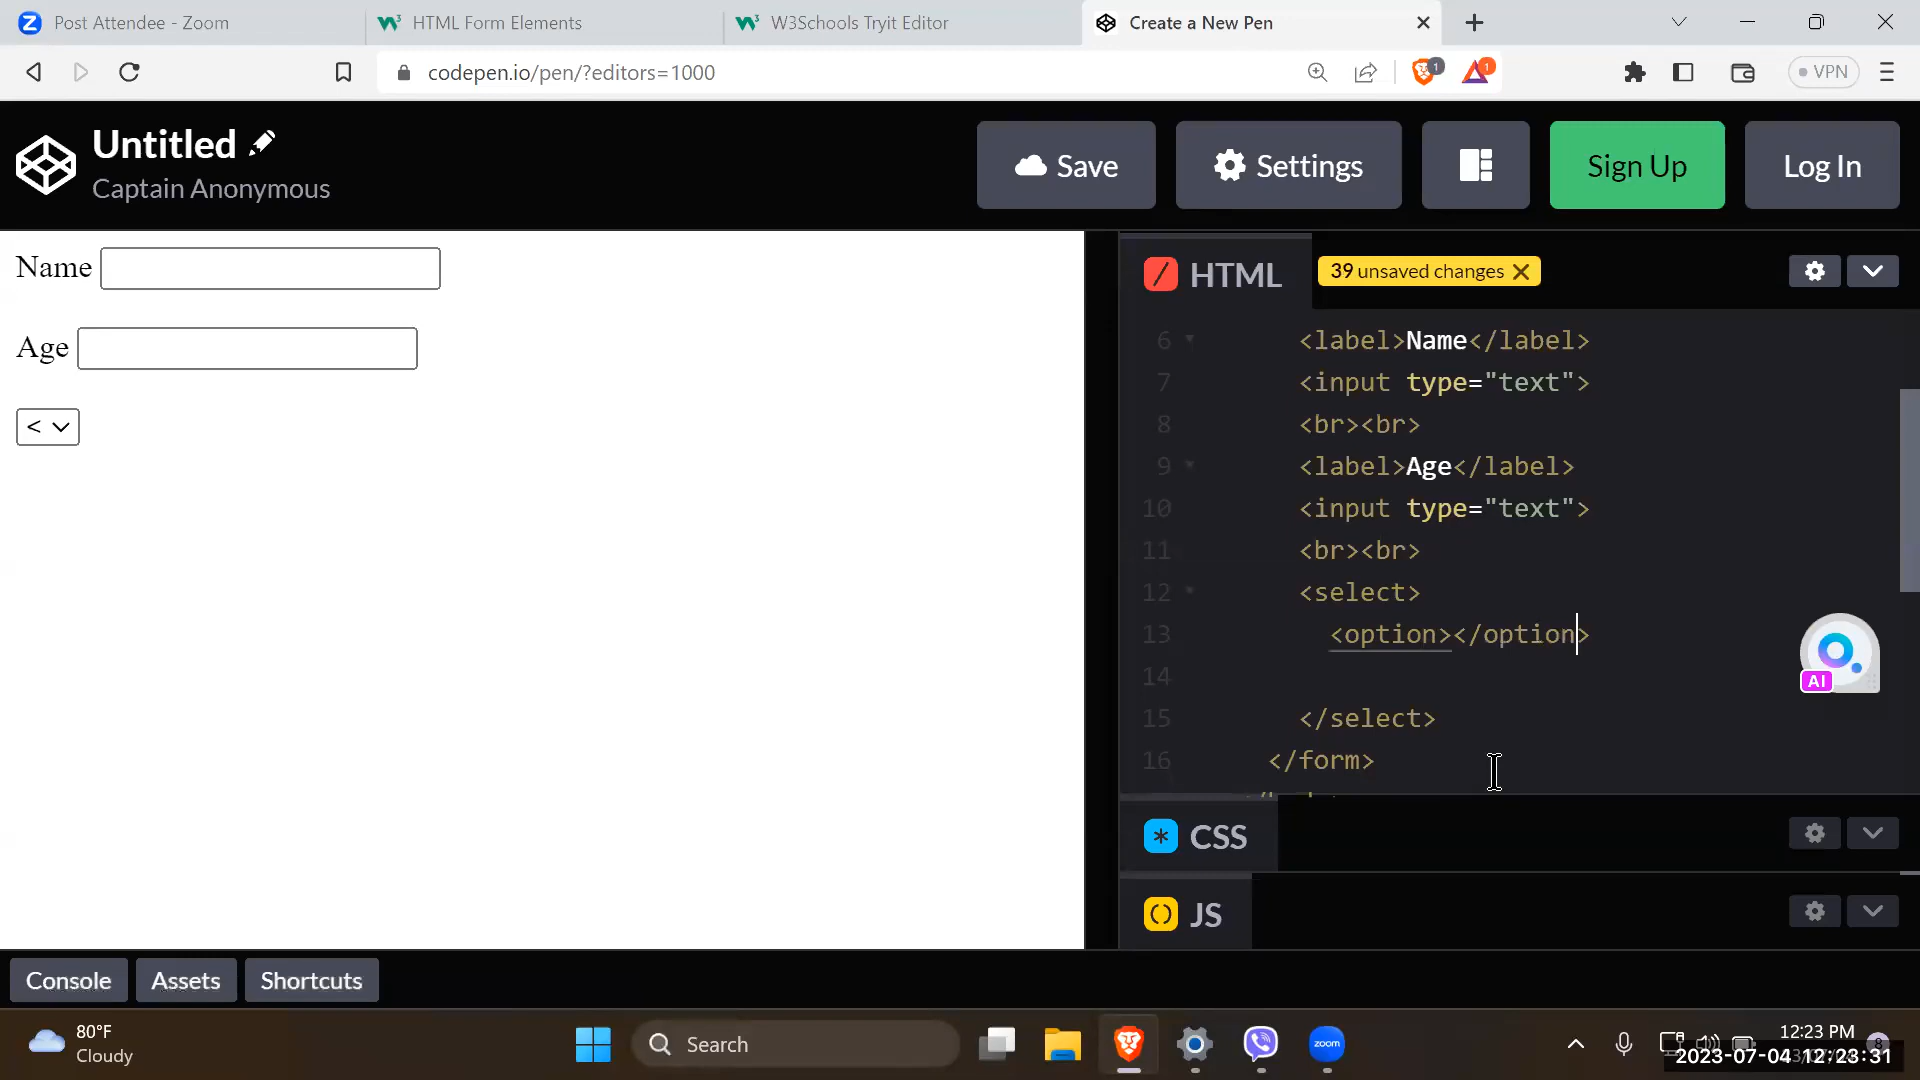 Post Attendee - Zoom
HTML Form Elements
W3Schools Tryit Editor
Create a New Pen
codepen.io/pen/?editors=1000
1
1
VPN
Untitled
Captain Anonymous
Save
Settings
Sign Up
Log In
Name
Age
<
HTML
39 unsaved changes
6 <label>Name</label>
7 <input type="text">
8 <br><br>
9 <label>Age</label>
10 <input type="text">
11 <br><br>
12 <select>
13 <option></option>
14
15 </select>
16 </form>
AI
CSS
JS
Console
Assets
Shortcuts
80°F
Cloudy
Search
zoom
12:23 PM
8
2023-07-04 12:23:31